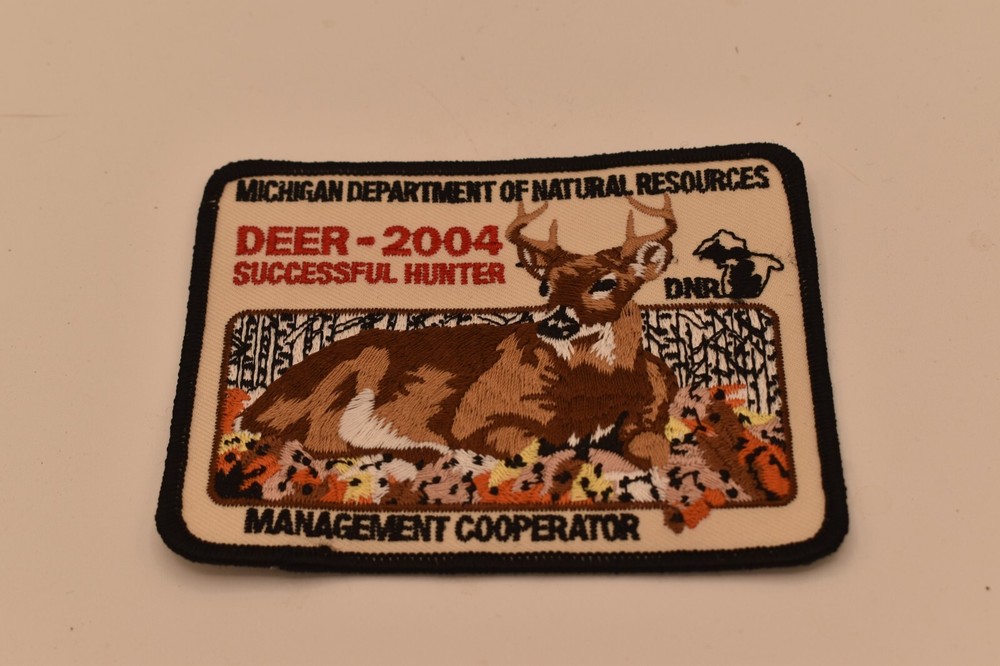 MICHIGAN DEPARTMENT OF NATURAL RESOURCES
DEER - 2004
SUCCESSFUL HUNTER
DNR
MANAGEMENT COOPERATOR